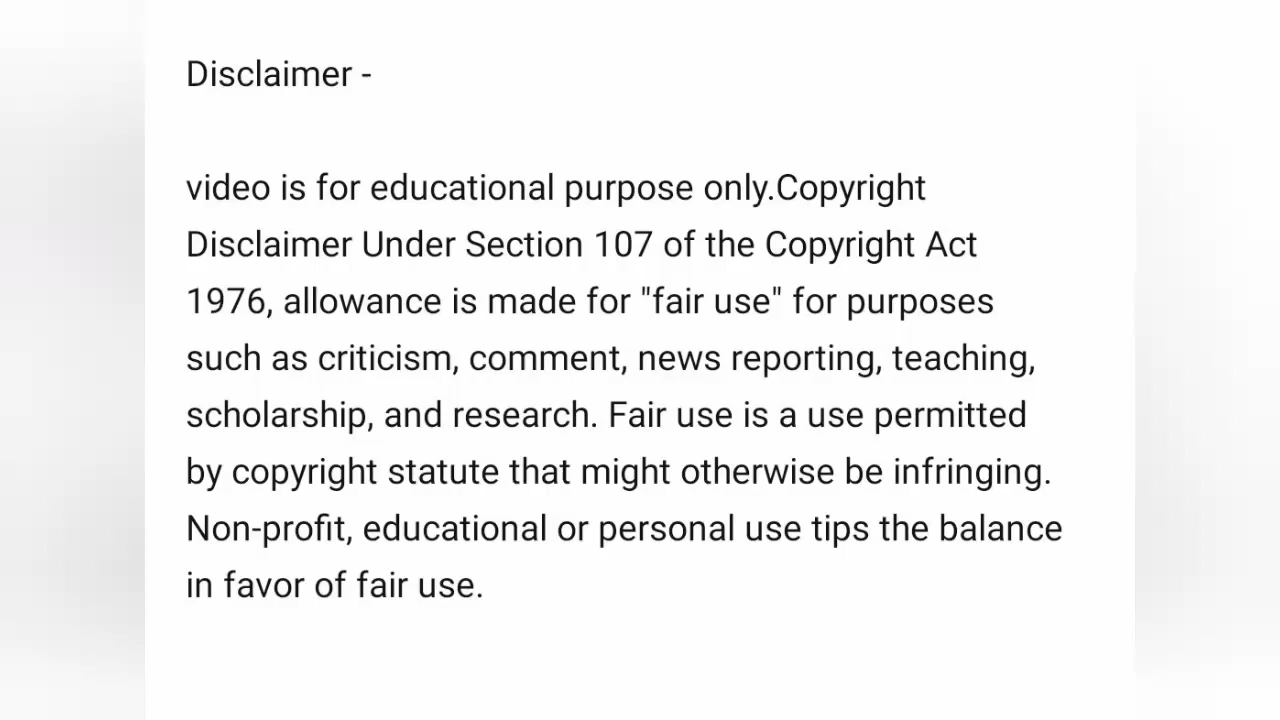 Disclaimer -
video is for educational purpose only.Copyright
Disclaimer Under Section 107 of the Copyright Act
1976, allowance is made for "fair use" for purposes
such as criticism, comment, news reporting, teaching,
scholarship, and research. Fair use is a use permitted
by copyright statute that might otherwise be infringing.
Non-profit, educational or personal use tips the balance
in favor of fair use.